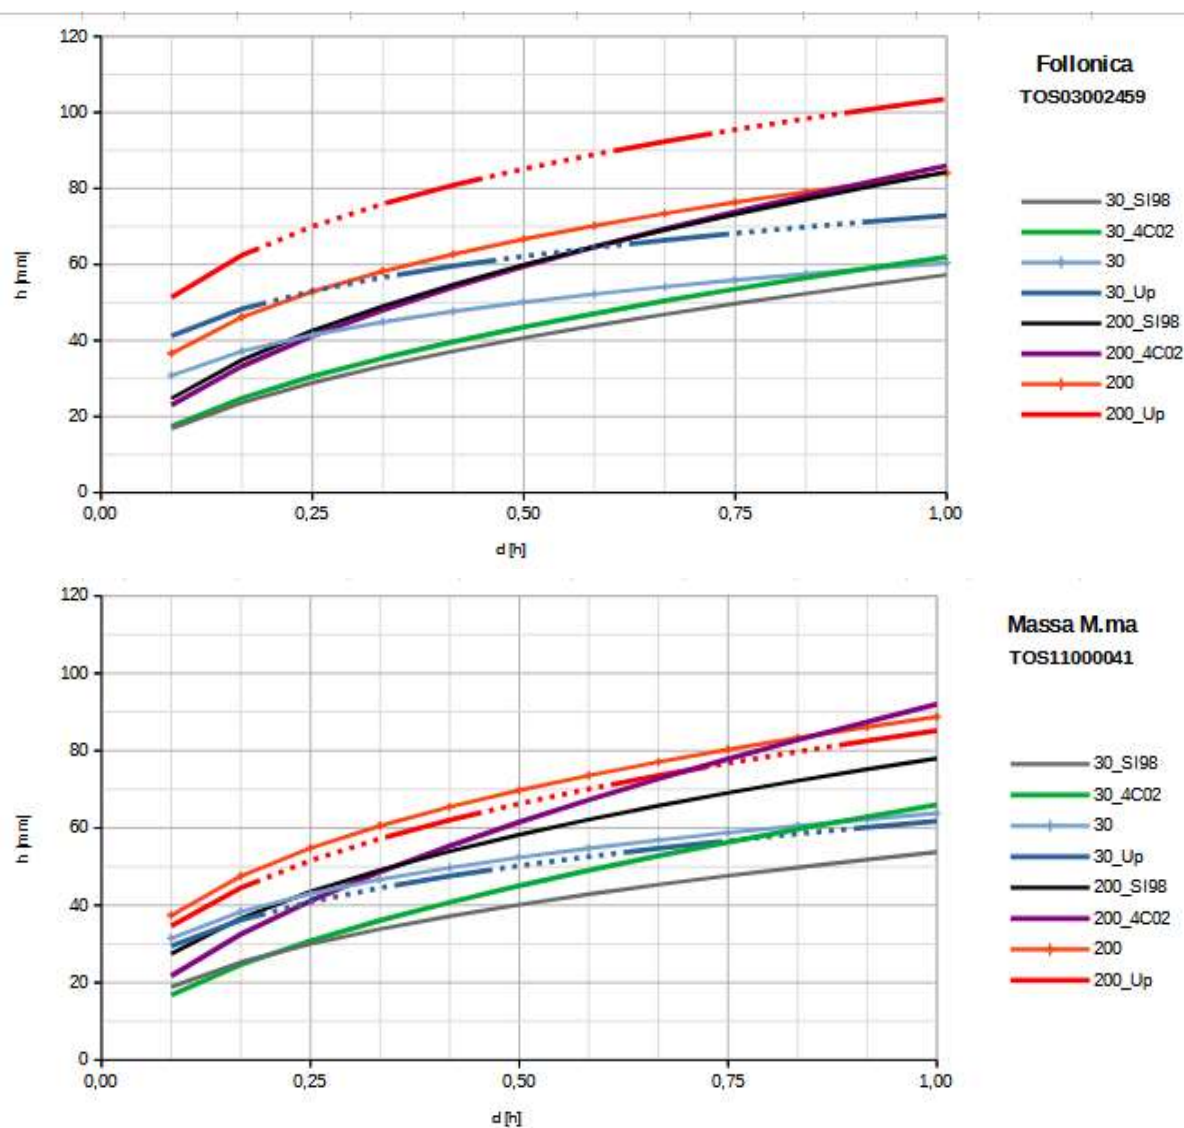 Follonica
TOS03002459
120
100
80
60
40
20
0
h [mm]
0,00
0,25
0,50
0,75
1,00
d [h]
30_SI98
30_4C02
30
30_Up
200_SI98
200_4C02
200
200_Up
Massa M.ma
TOS11000041
120
100
80
60
40
20
0
h [mm]
0,00
0,25
0,50
0,75
1,00
d [h]
30_SI98
30_4C02
30
30_Up
200_SI98
200_4C02
200
200_Up